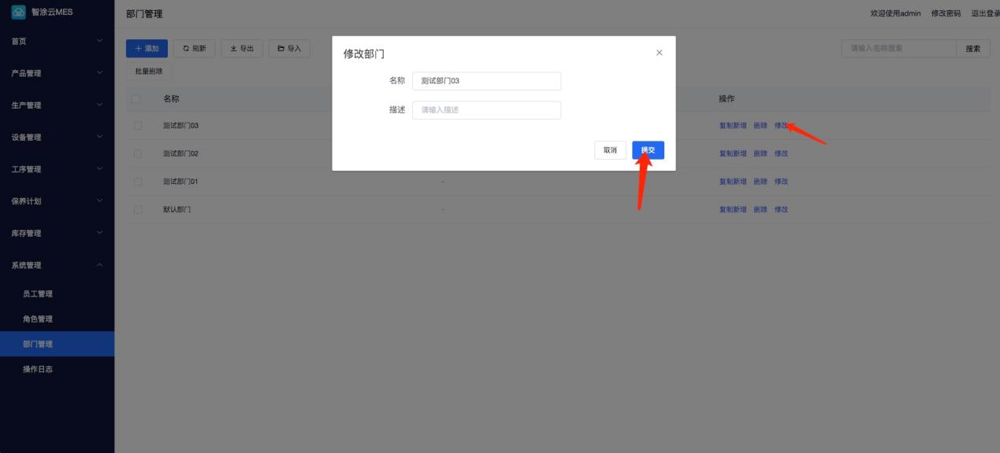 智涂云MES
部门管理
欢迎使用admin 修改密码 退出登录
首页
产品管理
生产管理
设备管理
工序管理
保养计划
库存管理
系统管理
员工管理
角色管理
部门管理
操作日志
+ 添加 刷新 导出 导入
请输入名称搜索 搜索
批量删除
名称 操作
测试部门03 复制新增 删除 修改
测试部门02 复制新增 删除 修改
测试部门01 - 复制新增 删除 修改
默认部门 - 复制新增 删除 修改
修改部门
名称 测试部门03
描述 请输入描述
取消 提交